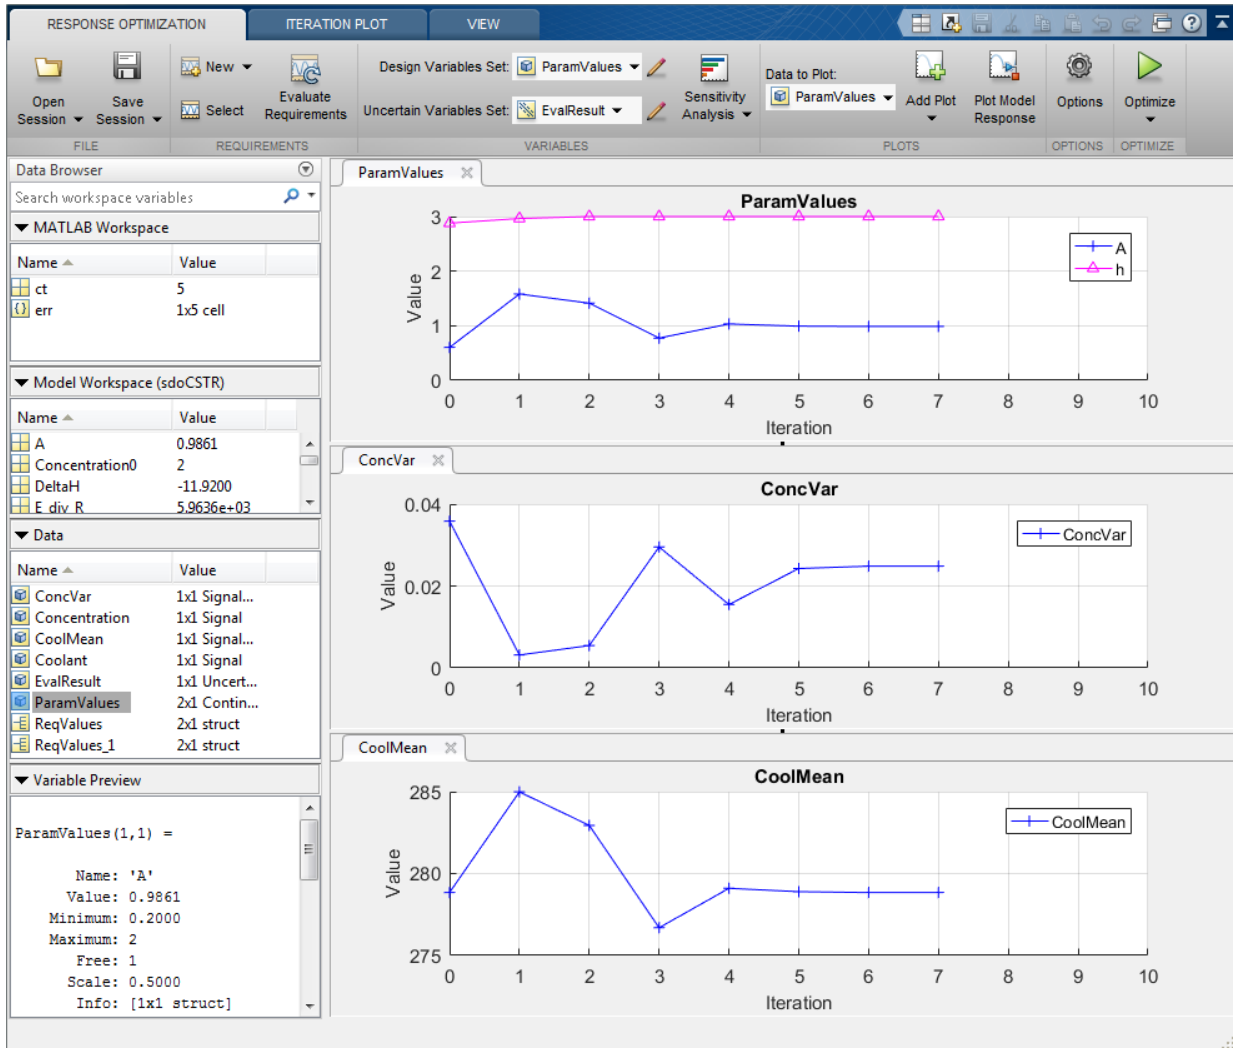 RESPONSE OPTIMIZATION ITERATION PLOT VIEW
New Design Variables Set: ParamValues Data to Plot:
Open Session Save Session Select Evaluate Requirements Uncertain Variables Set: EvalResult Sensitivity Analysis ParamValues Add Plot Plot Model Response Options Optimize
FILE REQUIREMENTS VARIABLES PLOTS OPTIONS OPTIMIZE
Data Browser
Search workspace variables
MATLAB Workspace
Name Value
ct 5
{} err 1x5 cell
Model Workspace (sdoCSTR)
Name Value
A 0.9861
Concentration0 2
DeltaH -11.9200
E_div_R 5.9636e+03
Data
Name Value
ConcVar 1x1 Signal...
Concentration 1x1 Signal
CoolMean 1x1 Signal...
Coolant 1x1 Signal
EvalResult 1x1 Uncert...
ParamValues 2x1 Contin...
ReqValues 2x1 struct
ReqValues_1 2x1 struct
Variable Preview
ParamValues(1,1) =
Name: 'A'
Value: 0.9861
Minimum: 0.2000
Maximum: 2
Free: 1
Scale: 0.5000
Info: [1x1 struct]
ParamValues
ParamValues
3
2
1
0
Value
A
h
0 1 2 3 4 5 6 7 8 9 10
Iteration
ConcVar
ConcVar
0.04
0.02
0
Value
ConcVar
0 1 2 3 4 5 6 7 8 9 10
Iteration
CoolMean
CoolMean
285
280
275
Value
CoolMean
0 1 2 3 4 5 6 7 8 9 10
Iteration